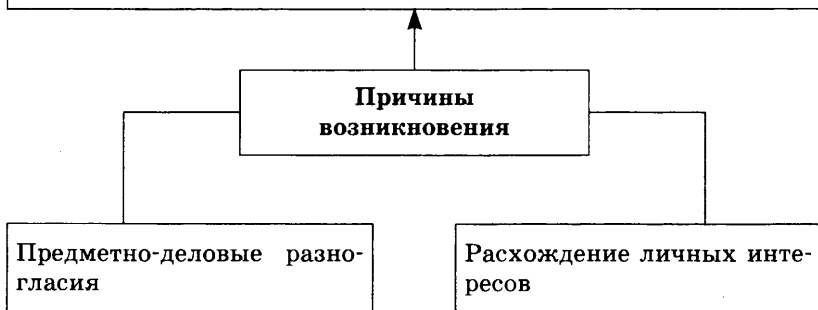 Причины
возникновения
Предметно-деловые разно-
гласия
Расхождение личных инте-
ресов